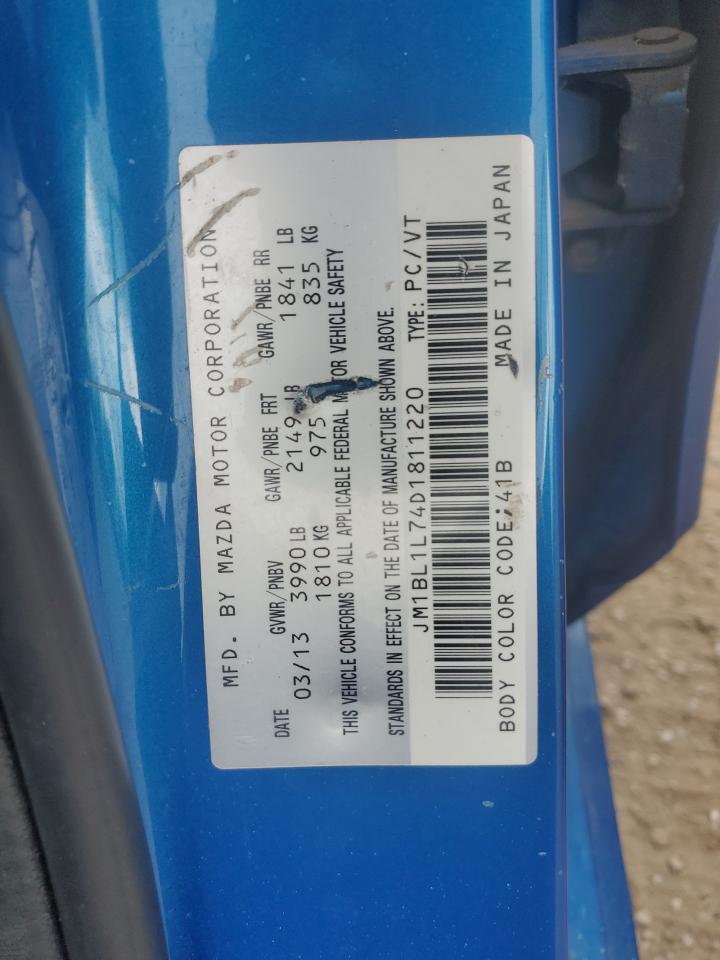 MFD. BY MAZDA MOTOR CORPORATION
DATE GVWR/PNBV GAWR/PNBE FRT GAWR/PNBE RR
03/13 3990 LB 2149 LB 1841 LB
1810 KG 975 835 KG
THIS VEHICLE CONFORMS TO ALL APPLICABLE FEDERAL MOTOR VEHICLE SAFETY
STANDARDS IN EFFECT ON THE DATE OF MANUFACTURE SHOWN ABOVE.
JM1BL1L74D1811220 TYPE: PC/VT
BODY COLOR CODE: 41B MADE IN JAPAN